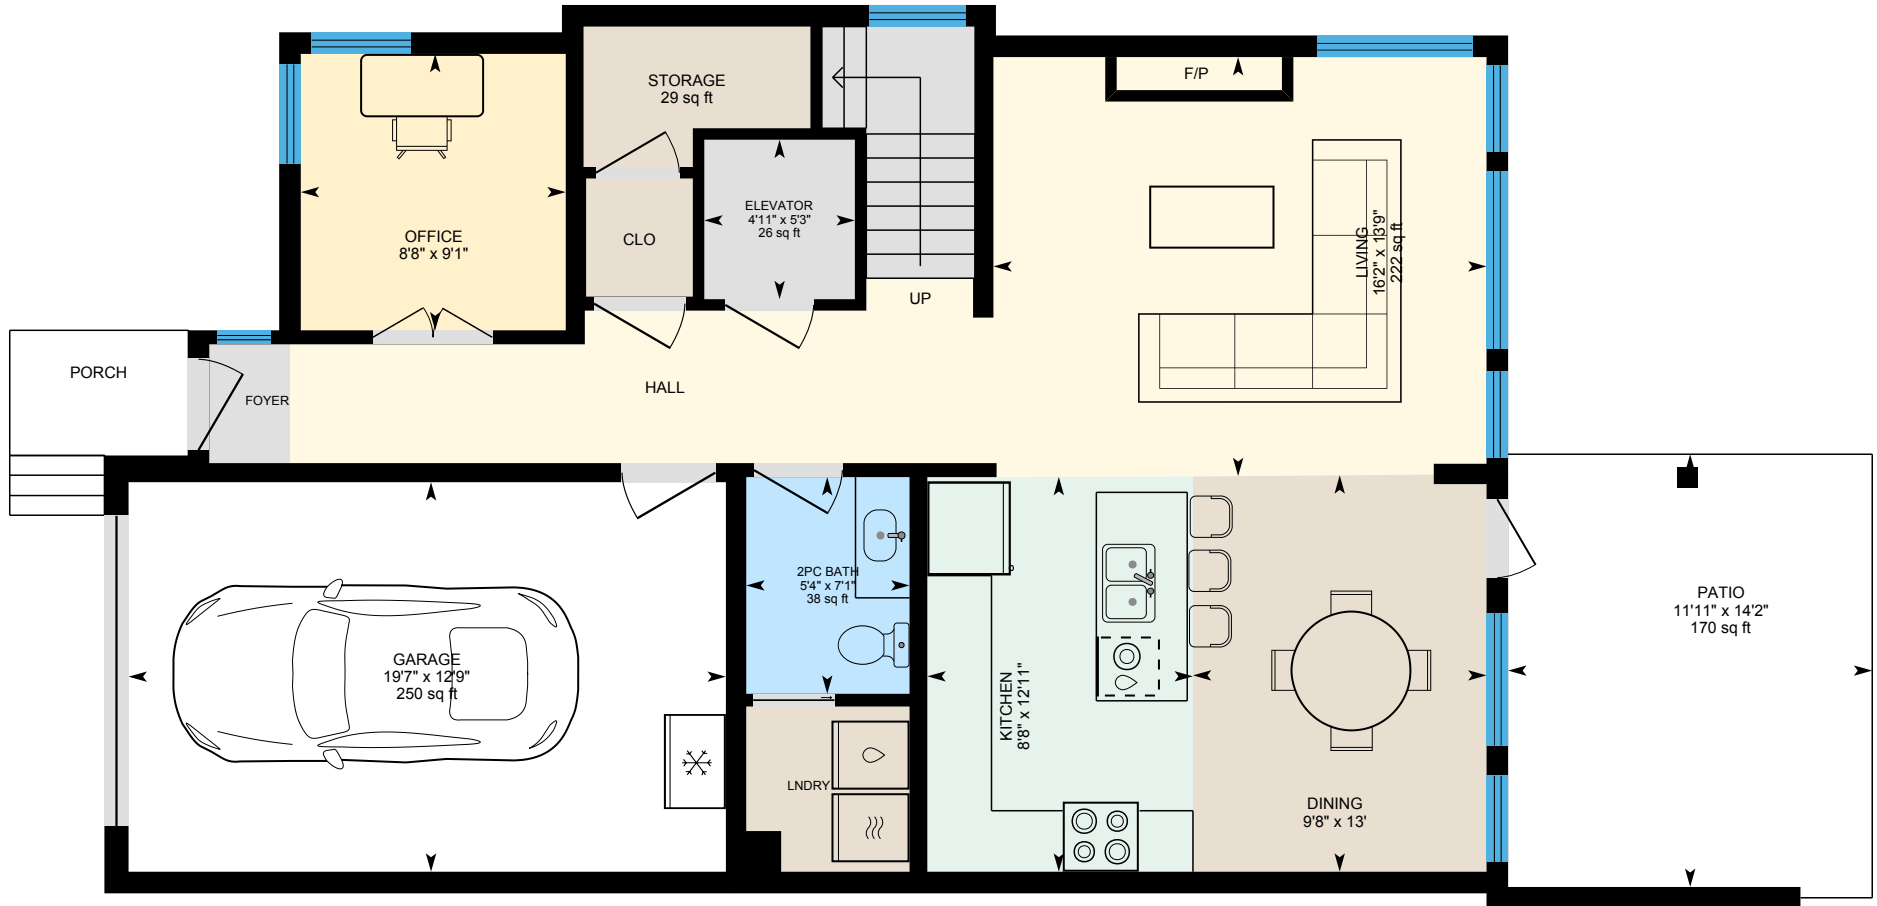 STORAGE
29 sq ft
F/P
OFFICE
8'8" x 9'1"
CLO
ELEVATOR
4'11" x 5'3"
26 sq ft
UP
LIVING
16'2" x 13'9"
222 sq ft
PORCH
FOYER
HALL
GARAGE
19'7" x 12'9"
250 sq ft
2PC BATH
5'4" x 7'1"
38 sq ft
LNDRY
KITCHEN
8'8" x 12'11"
DINING
9'8" x 13'
PATIO
11'11" x 14'2"
170 sq ft